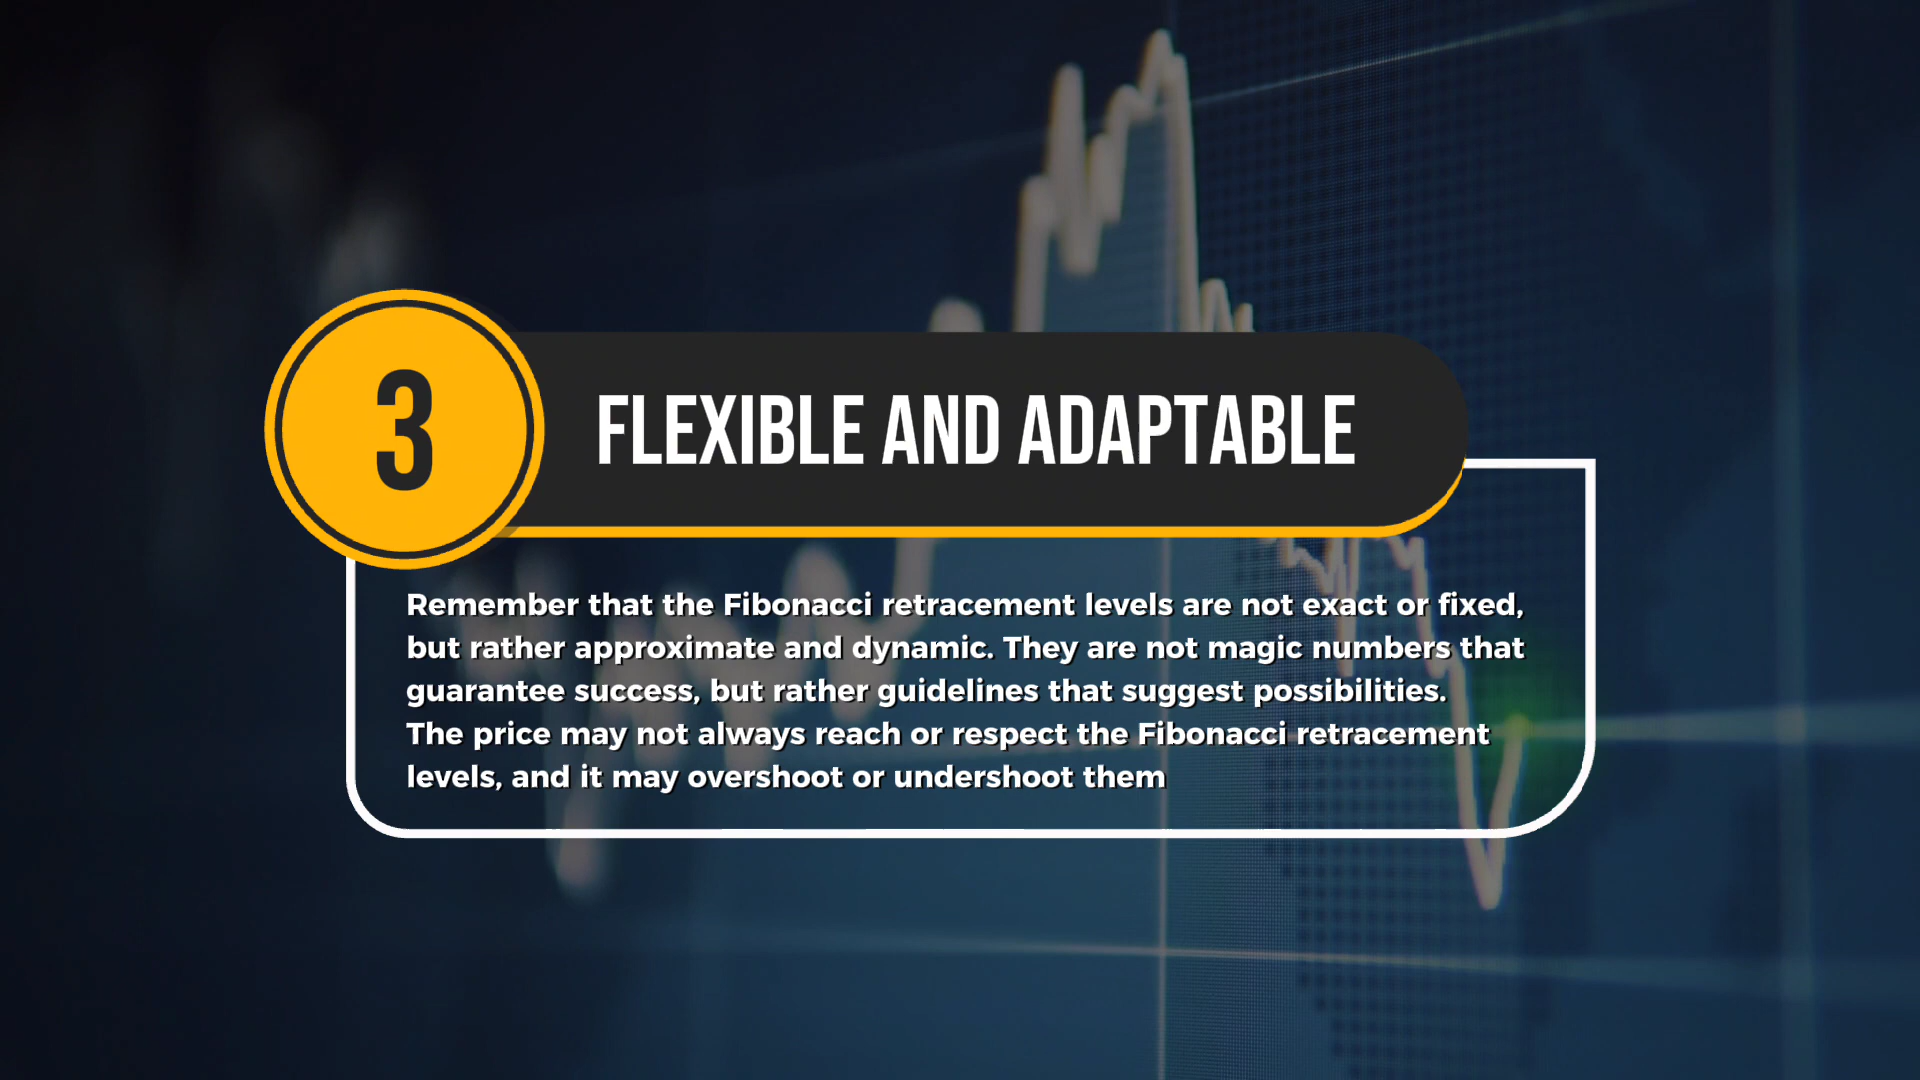 3
FLEXIBLE AND ADAPTABLE
Remember that the Fibonacci retracement levels are not exact or fixed,
but rather approximate and dynamic. They are not magic numbers that
guarantee success, but rather guidelines that suggest possibilities.
The price may not always reach or respect the Fibonacci retracement
levels, and it may overshoot or undershoot them